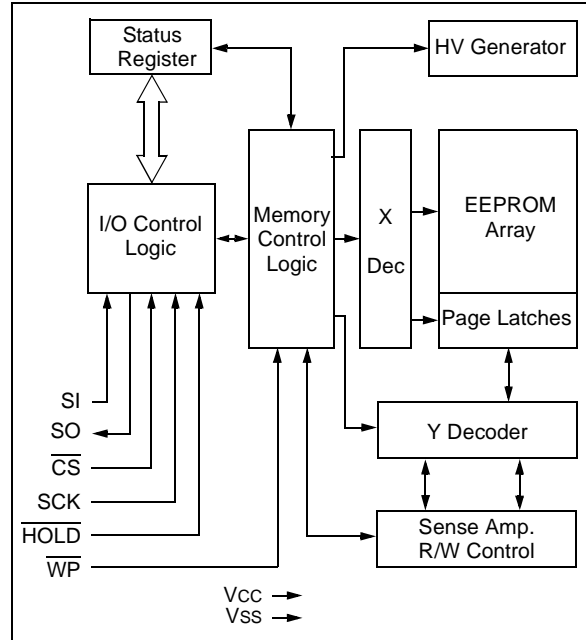 Status
Register
HV Generator
I/O Control
Logic
Memory
Control
Logic
X
Dec
EEPROM
Array
Page Latches
Y Decoder
Sense Amp.
R/W Control
SI
SO
CS
SCK
HOLD
WP
VCC
VSS